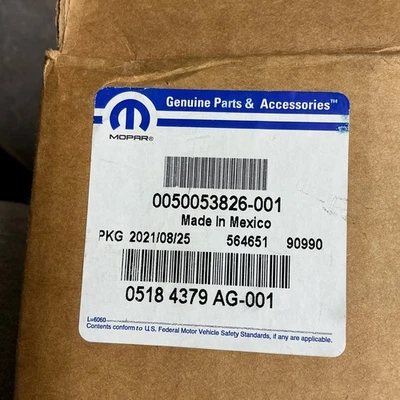 Genuine Parts & Accessories™
MOPAR®
0050053826-001
Made In Mexico
PKG 2021/08/25 564651 90990
0518 4379 AG-001
L=6060
Contents conform to U.S. Federal Motor Vehicle Safety Standards, if any are applicable.